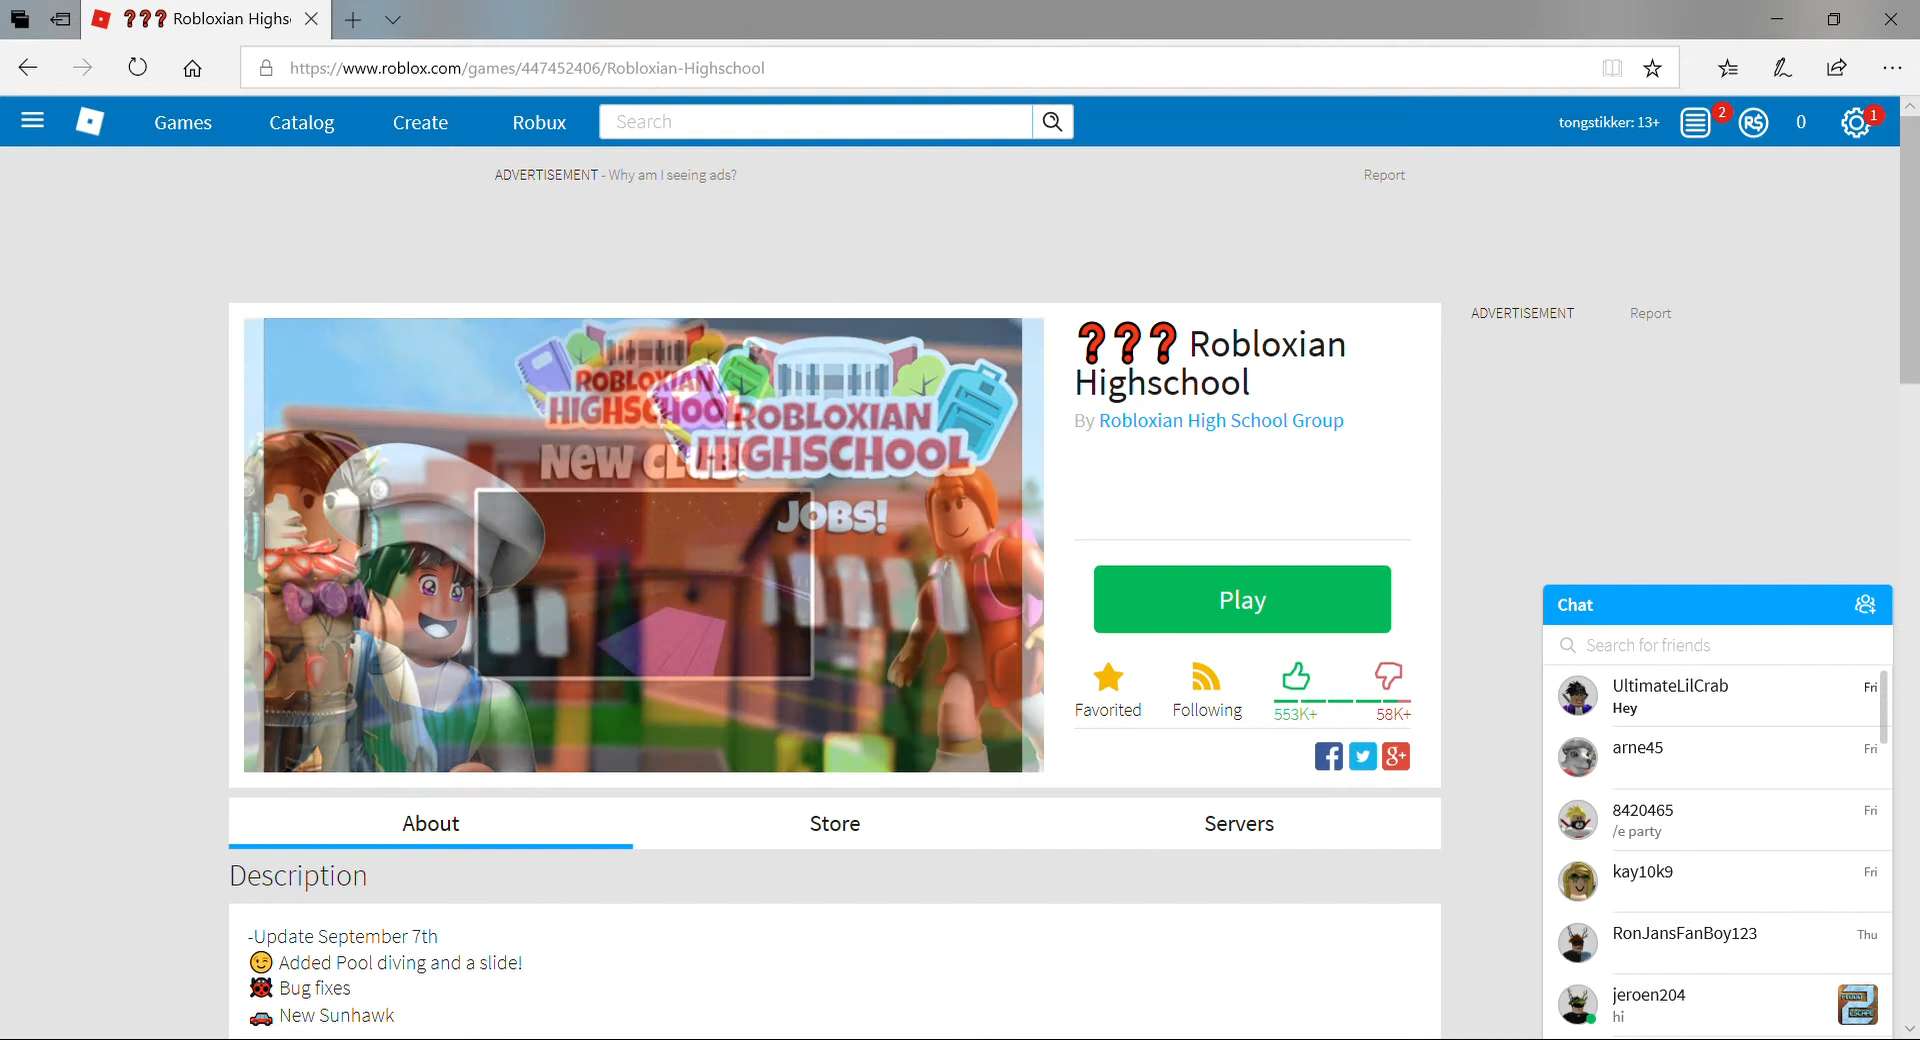 ❓❓❓ Robloxian Highs
https://www.roblox.com/games/447452406/Robloxian-Highschool
Games Catalog Create Robux Search tongstikker: 13+ 2 R$ 0 1
ADVERTISEMENT - Why am I seeing ads? Report
ADVERTISEMENT Report
ROBLOXIAN
HIGHSCHOOL
NEW CLUB
ROBLOXIAN
HIGHSCHOOL
JOBS!
❓❓❓ Robloxian
Highschool
By Robloxian High School Group
Play
Favorited Following 553K+ 58K+
f g+
About Store Servers
Description
-Update September 7th
😉 Added Pool diving and a slide!
🐞 Bug fixes
🚗 New Sunhawk
Chat
Search for friends
UltimateLilCrab Fri
Hey
arne45 Fri
8420465 Fri
/e party
kay10k9 Fri
RonJansFanBoy123 Thu
jeroen204
hi
2
ESCAPE